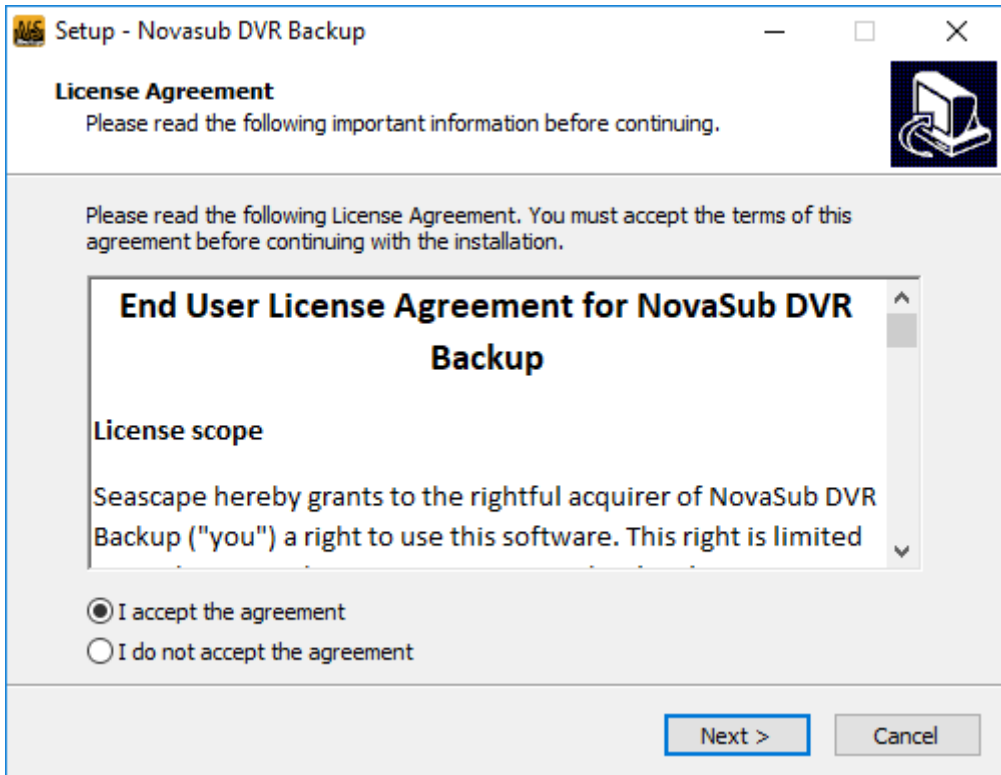 Setup - Novasub DVR Backup
License Agreement
Please read the following important information before continuing.
Please read the following License Agreement. You must accept the terms of this
agreement before continuing with the installation.
End User License Agreement for NovaSub DVR
Backup
License scope
Seascape hereby grants to the rightful acquirer of NovaSub DVR
Backup ("you") a right to use this software. This right is limited
I accept the agreement
I do not accept the agreement
Next >
Cancel